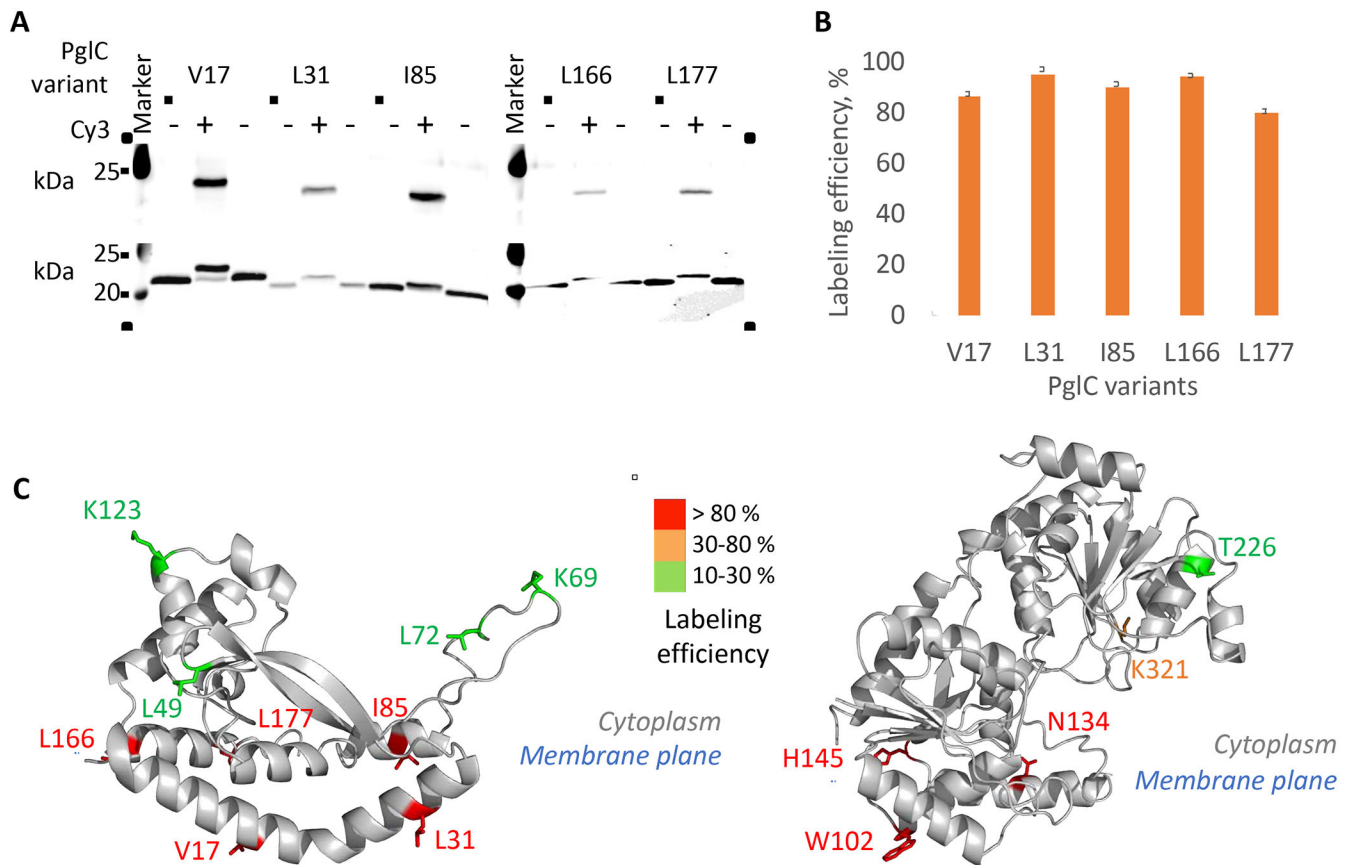 A
PglC
variant
Marker
V17
L31
I85
Marker
L166
L177
Cy3
- + - - + - - + - - + - - + -
25
kDa
25
kDa
20
B
Labeling efficiency, %
100
80
60
40
20
0
V17 L31 I85 L166 L177
PglC variants
C
K123
K69
L72
L49
L177
I85
L166
V17
L31
> 80 %
30-80 %
10-30 %
Labeling
efficiency
Cytoplasm
Membrane plane
T226
K321
N134
H145
W102
Cytoplasm
Membrane plane